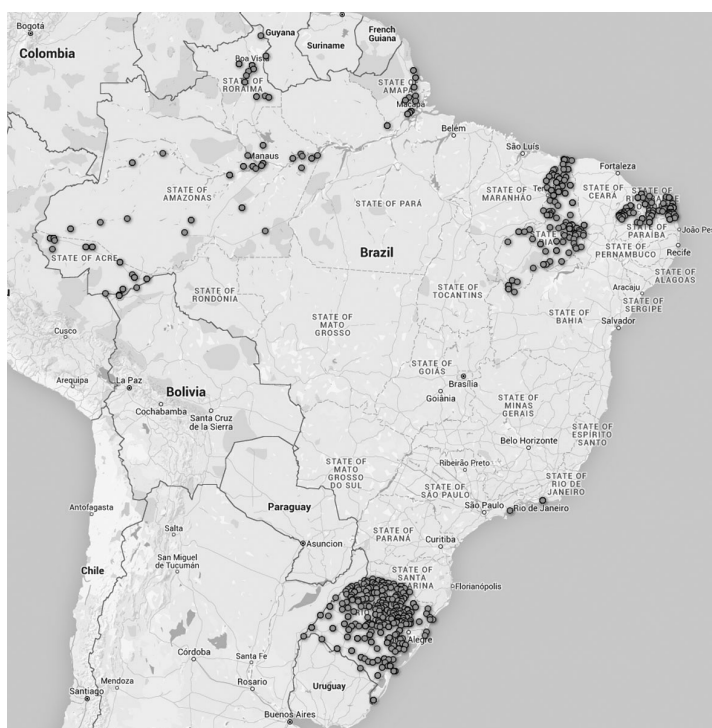 Bogotá
Colombia
Guyana
Suriname
French
Guiana
Boa Vista
STATE OF
RORAIMA
STATE OF
AMAPÁ
Macapá
Belém
São Luís
Fortaleza
Manaus
STATE OF
AMAZONAS
STATE OF PARÁ
STATE OF
MARANHÃO
STATE OF
CEARÁ
STATE OF
PARAÍBA
João Pes
STATE OF
PERNAMBUCO
Recife
STATE OF
ALAGOAS
Aracaju
STATE OF
SERGIPE
Brazil
STATE OF ACRE
STATE OF
RONDÔNIA
STATE OF
TOCANTINS
STATE OF
BAHIA
Salvador
STATE OF
MATO
GROSSO
Cusco
Arequipa
La Paz
Bolivia
Cochabamba
Santa Cruz
de la Sierra
STATE OF
GOIÁS
Brasília
Goiânia
STATE OF
MINAS
GERAIS
STATE OF
ESPÍRITO
SANTO
Belo Horizonte
STATE OF
MATO
GROSSO
DO SUL
Ribeirão Preto
STATE OF
SÃO PAULO
STATE OF
RIO DE
JANEIRO
São Paulo
Rio de Janeiro
Antofagasta
Paraguay
Salta
Asuncion
STATE OF
PARANÁ
Curitiba
San Miguel
de Tucumán
Chile
STATE OF
SANTA
Florianópolis
Alegre
Córdoba
Santa Fe
Mendoza
Rosario
Uruguay
Santiago
Buenos Aires